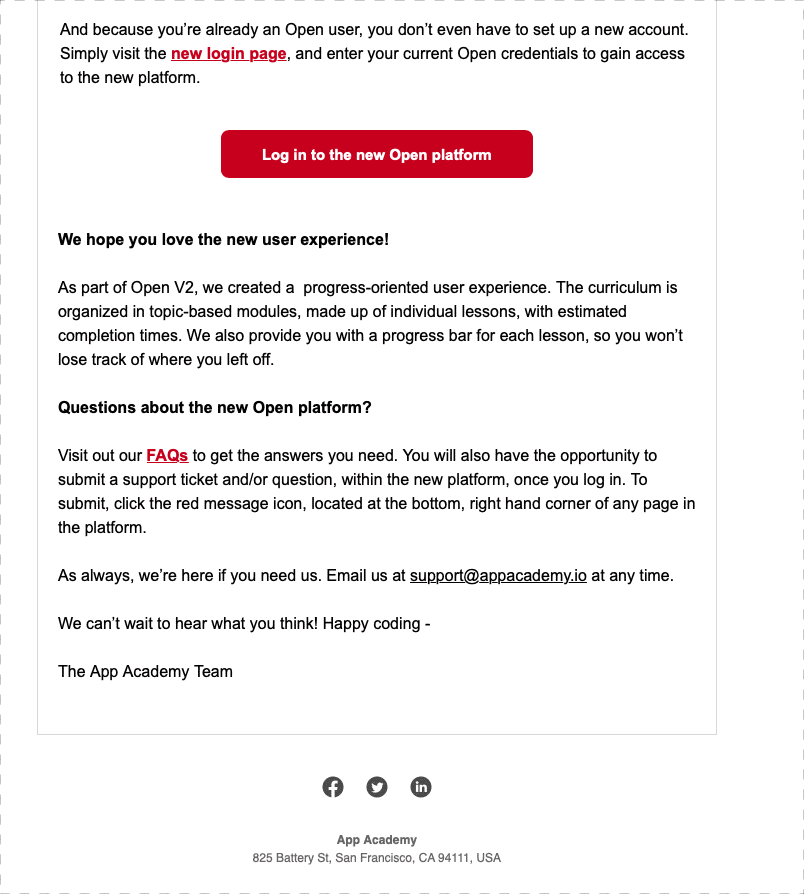 And because you’re already an Open user, you don’t even have to set up a new account.
Simply visit the new login page, and enter your current Open credentials to gain access
to the new platform.
Log in to the new Open platform
We hope you love the new user experience!
As part of Open V2, we created a  progress-oriented user experience. The curriculum is
organized in topic-based modules, made up of individual lessons, with estimated
completion times. We also provide you with a progress bar for each lesson, so you won’t
lose track of where you left off.
Questions about the new Open platform?
Visit out our FAQs to get the answers you need. You will also have the opportunity to
submit a support ticket and/or question, within the new platform, once you log in. To
submit, click the red message icon, located at the bottom, right hand corner of any page in
the platform.
As always, we’re here if you need us. Email us at support@appacademy.io at any time.
We can’t wait to hear what you think! Happy coding -
The App Academy Team
App Academy
825 Battery St, San Francisco, CA 94111, USA